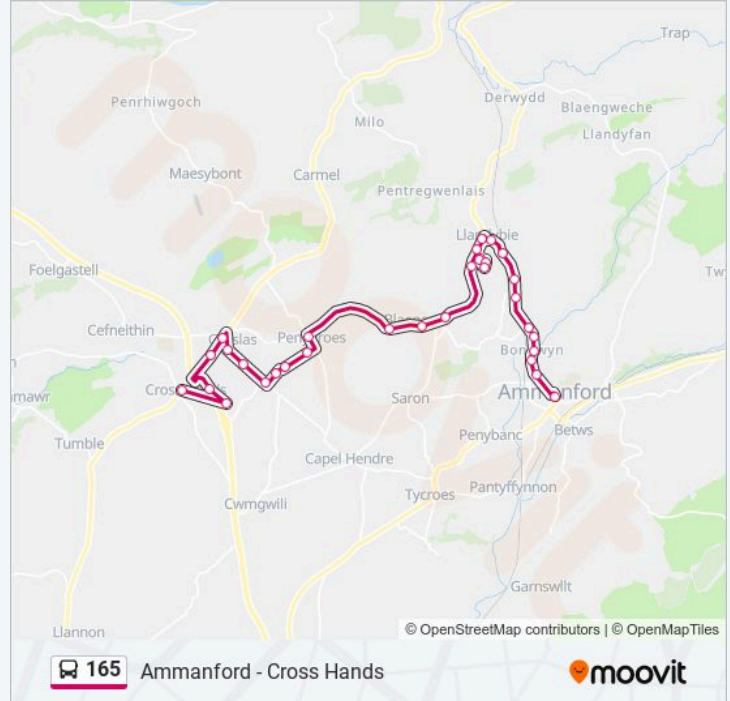 Trap
Derwydd
Penrhiwgoch
Blaengweche
Milo
Llandyfan
Maesybont
Carmel
Pentregwenlais
Foelgastell
Cefneithin
Saron
Ammanford
Tumble
Penybanc
Betws
Capel Hendre
Tycroes
Pantyffynnon
Cwmgwili
Garnswllt
Llannon
© OpenStreetMap contributors | © OpenMapTiles
165 Ammanford - Cross Hands
moovit